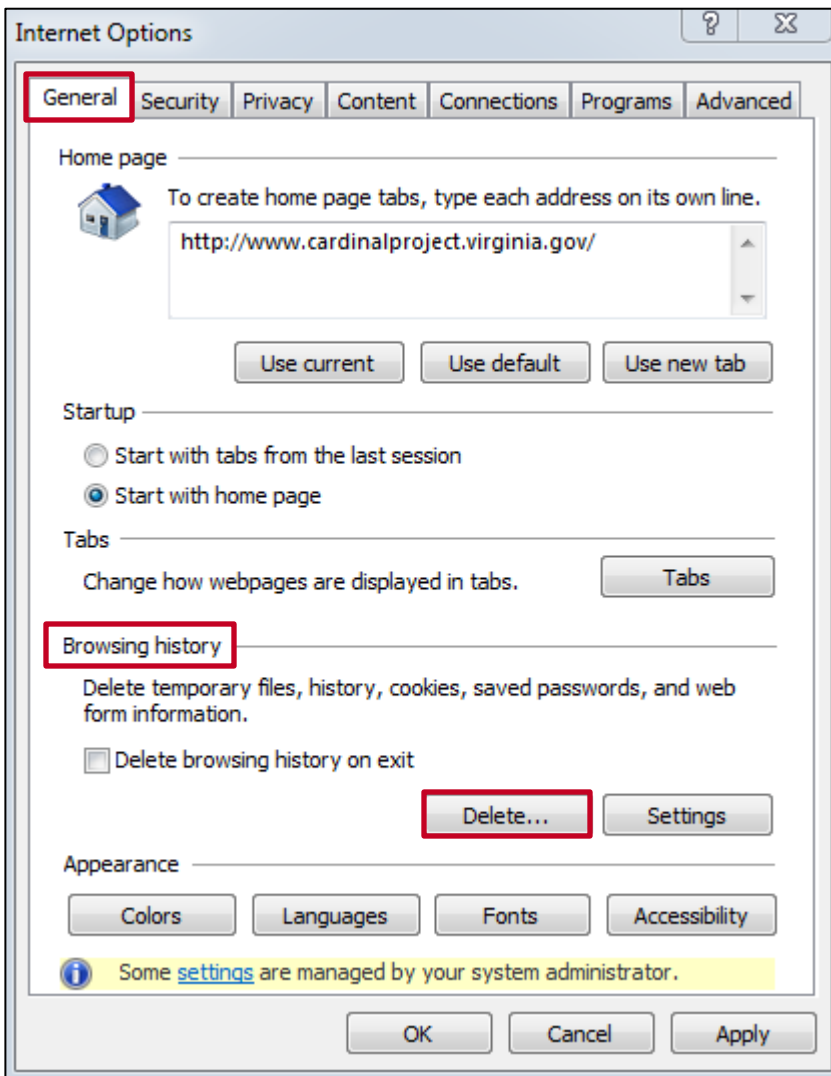 Internet Options
General Security Privacy Content Connections Programs Advanced
Home page
To create home page tabs, type each address on its own line.
http://www.cardinalproject.virginia.gov/
Use current Use default Use new tab
Startup
Start with tabs from the last session
Start with home page
Tabs
Change how webpages are displayed in tabs. Tabs
Browsing history
Delete temporary files, history, cookies, saved passwords, and web
form information.
Delete browsing history on exit
Delete... Settings
Appearance
Colors Languages Fonts Accessibility
Some settings are managed by your system administrator.
OK Cancel Apply